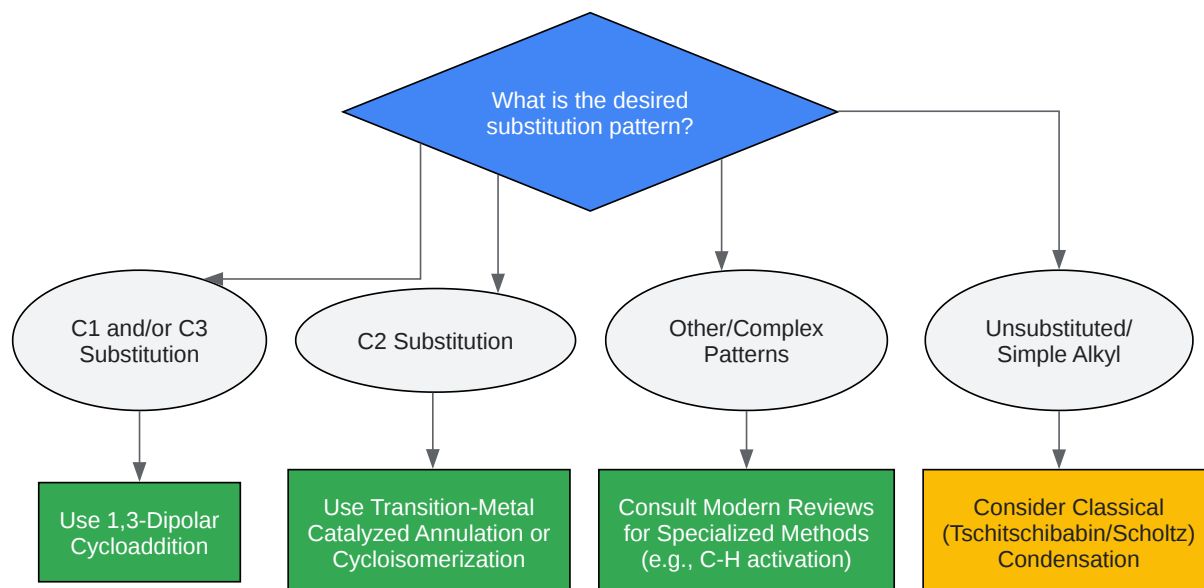 What is the desired
substitution pattern?
C1 and/or C3
Substitution
C2 Substitution
Other/Complex
Patterns
Unsubstituted/
Simple Alkyl
Use 1,3-Dipolar
Cycloaddition
Use Transition-Metal
Catalyzed Annulation or
Cycloisomerization
Consult Modern Reviews
for Specialized Methods
(e.g., C-H activation)
Consider Classical
(Tschitschibabin/Scholtz)
Condensation